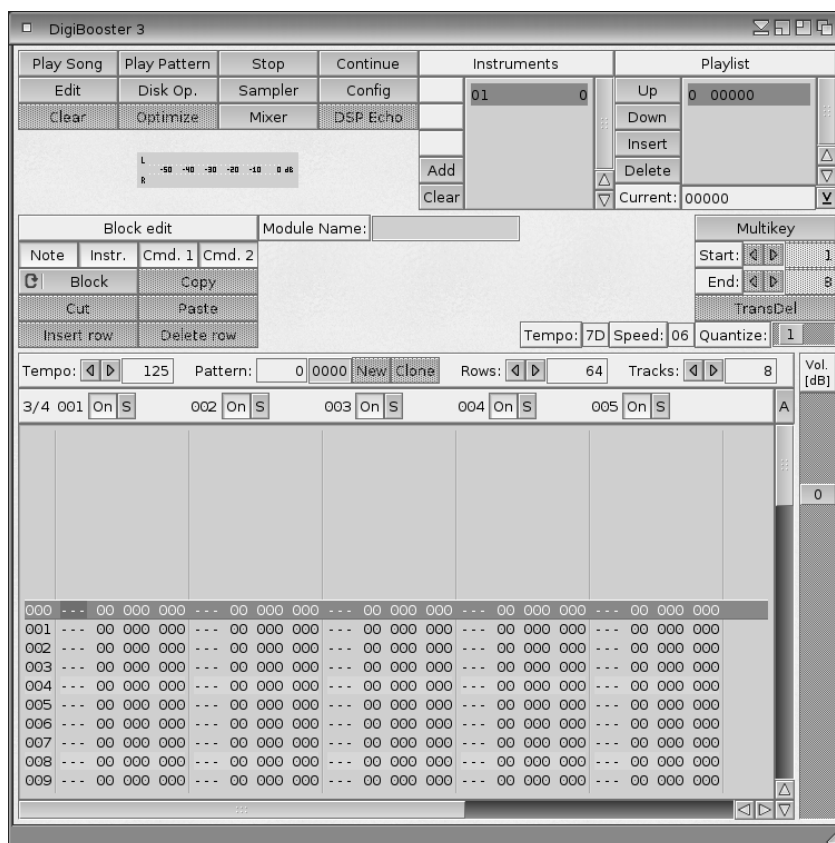 DigiBooster 3
Play Song Play Pattern Stop Continue Instruments Playlist
Edit Disk Op. Sampler Config 01 0 Up 0 00000
Clear Optimize Mixer DSP Echo Down
Insert
L -50 -40 -30 -20 -10 0 dB
R
Add Delete
Clear Current: 00000
Block edit Module Name: Multikey
Note Instr. Cmd. 1 Cmd. 2 Start: 1
Block Copy End: 8
Cut Paste TransDel
Insert row Delete row Tempo: 7D Speed: 06 Quantize: 1
Tempo: 125 Pattern: 0 0000 New Clone Rows: 64 Tracks: 8 Vol.
[dB]
3/4 001 On S 002 On S 003 On S 004 On S 005 On S A
0
000 --- 00 000 000 --- 00 000 000 --- 00 000 000 --- 00 000 000 --- 00 000 000
001 --- 00 000 000 --- 00 000 000 --- 00 000 000 --- 00 000 000 --- 00 000 000
002 --- 00 000 000 --- 00 000 000 --- 00 000 000 --- 00 000 000 --- 00 000 000
003 --- 00 000 000 --- 00 000 000 --- 00 000 000 --- 00 000 000 --- 00 000 000
004 --- 00 000 000 --- 00 000 000 --- 00 000 000 --- 00 000 000 --- 00 000 000
005 --- 00 000 000 --- 00 000 000 --- 00 000 000 --- 00 000 000 --- 00 000 000
006 --- 00 000 000 --- 00 000 000 --- 00 000 000 --- 00 000 000 --- 00 000 000
007 --- 00 000 000 --- 00 000 000 --- 00 000 000 --- 00 000 000 --- 00 000 000
008 --- 00 000 000 --- 00 000 000 --- 00 000 000 --- 00 000 000 --- 00 000 000
009 --- 00 000 000 --- 00 000 000 --- 00 000 000 --- 00 000 000 --- 00 000 000